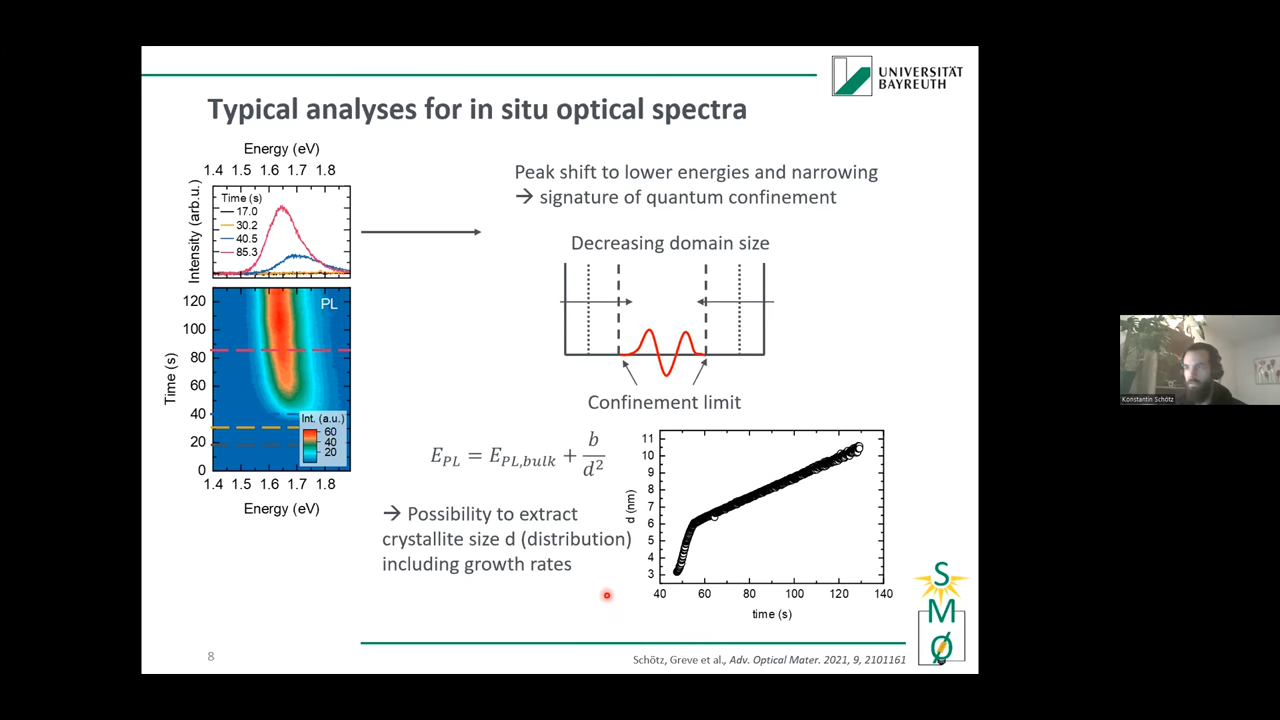 UNIVERSITÄT
BAYREUTH
Typical analyses for in situ optical spectra
Energy (eV)
1.4 1.5 1.6 1.7 1.8
Intensity (arb.u.)
Time (s)
17.0
30.2
40.5
85.3
Peak shift to lower energies and narrowing
→ signature of quantum confinement
Decreasing domain size
Confinement limit
PL
Time (s)
120
100
80
60
40
20
0
Int. (a.u.)
60
40
20
1.4 1.5 1.6 1.7 1.8
Energy (eV)
E_PL = E_PL,bulk + b/d²
→ Possibility to extract
crystallite size d (distribution)
including growth rates
d (nm)
11
10
9
8
7
6
5
4
3
40 60 80 100 120 140
time (s)
S
M
Ø
8
Schötz, Greve et al., Adv. Optical Mater. 2021, 9, 2101161
Konstantin Schötz